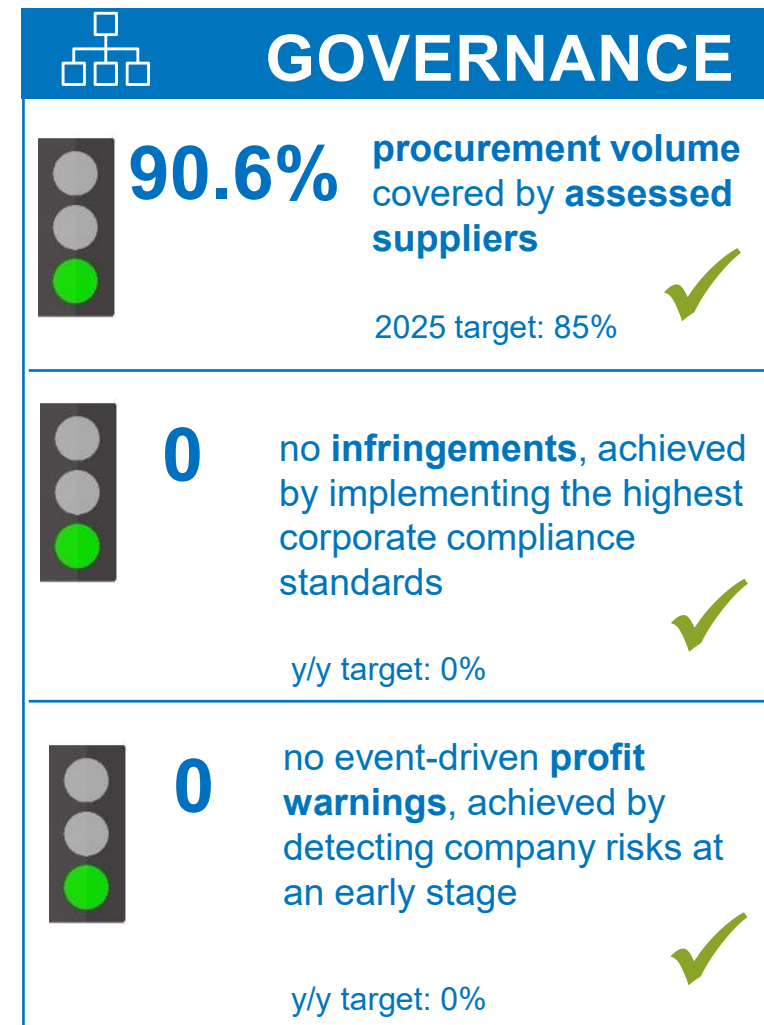 GOVERNANCE
90.6%
procurement volume
covered by assessed
suppliers
2025 target: 85%
0
no infringements, achieved
by implementing the highest
corporate compliance
standards
y/y target: 0%
0
no event-driven profit
warnings, achieved by
detecting company risks at
an early stage
y/y target: 0%